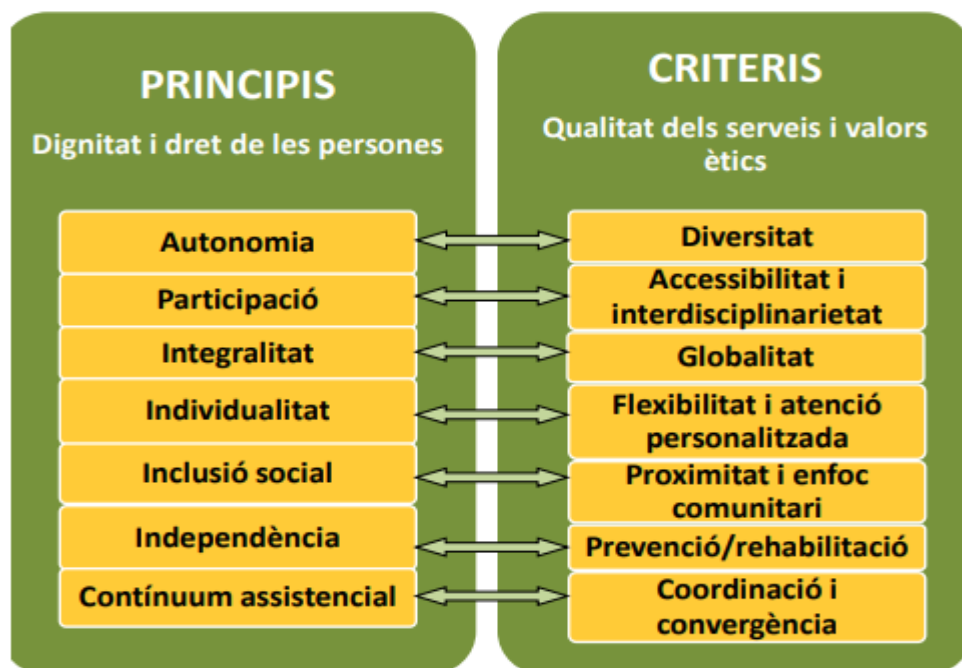 PRINCIPIS
Dignitat i dret de les persones
Autonomia
Participació
Integralitat
Individualitat
Inclusió social
Independència
Contínuum assistencial
CRITERIS
Qualitat dels serveis i valors
ètics
Diversitat
Accessibilitat i
interdisciplinarietat
Globalitat
Flexibilitat i atenció
personalitzada
Proximitat i enfoc
comunitari
Prevenció/rehabilitació
Coordinació i
convergència